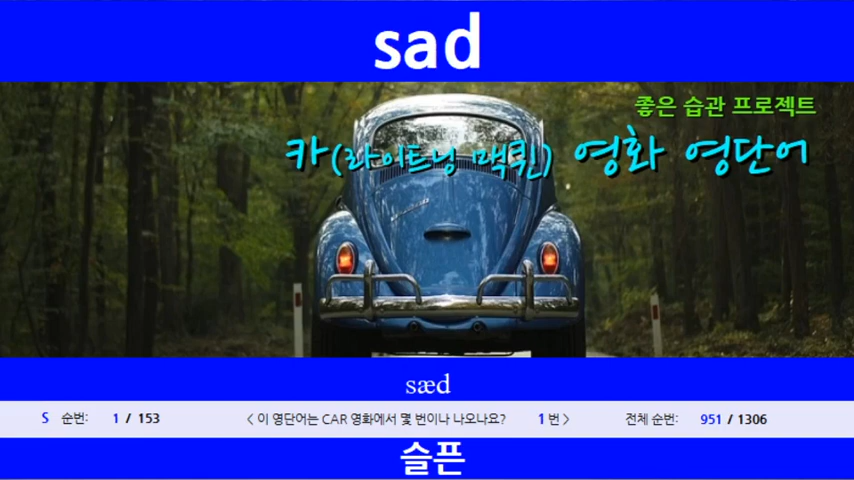 sad
좋은 습관 프로젝트
카(라이트닝 맥퀸) 영화 영단어
sæd
S 순번: 1 / 153 < 이 영단어는 CAR 영화에서 몇 번이나 나오나요? 1 번 > 전체 순번: 951 / 1306
슬픈